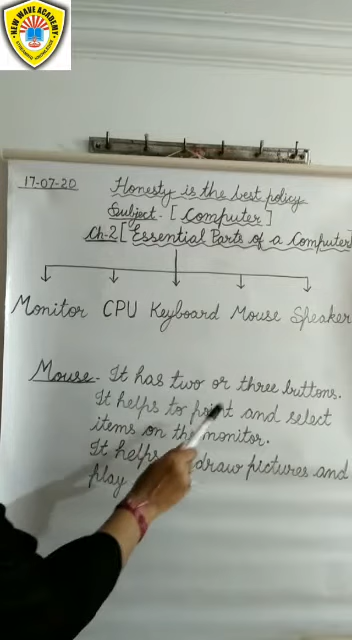 NEW WAVE ACADEMY
17-07-20
Honesty is the best policy
Subject - [Computer]
Ch-2 [Essential Parts of a Computer]
Monitor CPU Keyboard Mouse Speaker
Mouse - It has two or three buttons.
It helps to point and select
items on the monitor.
It helps draw pictures and
play